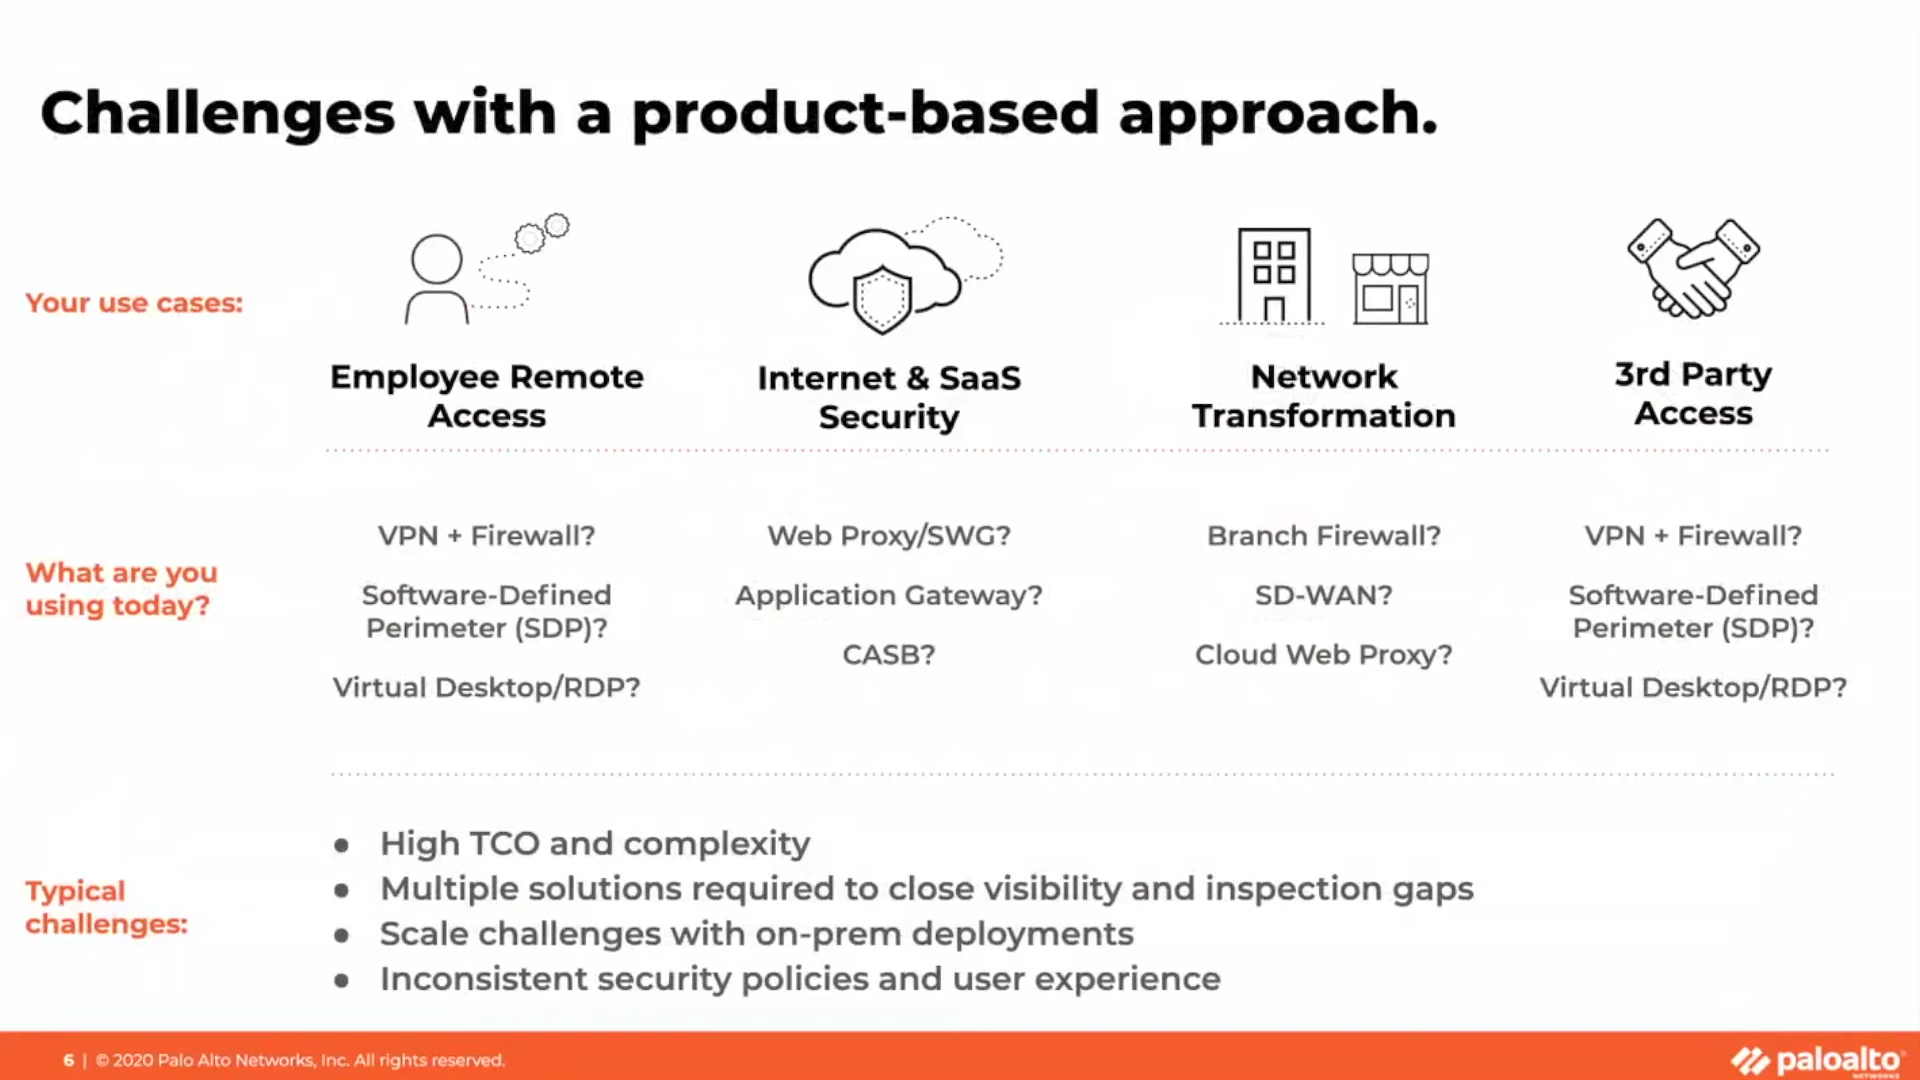 Challenges with a product-based approach.
Your use cases:
Employee Remote
Access
Internet & SaaS
Security
Network
Transformation
3rd Party
Access
What are you
using today?
VPN + Firewall?
Software-Defined
Perimeter (SDP)?
Virtual Desktop/RDP?
Web Proxy/SWG?
Application Gateway?
CASB?
Branch Firewall?
SD-WAN?
Cloud Web Proxy?
VPN + Firewall?
Software-Defined
Perimeter (SDP)?
Virtual Desktop/RDP?
Typical
challenges:
● High TCO and complexity
● Multiple solutions required to close visibility and inspection gaps
● Scale challenges with on-prem deployments
● Inconsistent security policies and user experience
6 | © 2020 Palo Alto Networks, Inc. All rights reserved.
paloalto
NETWORKS